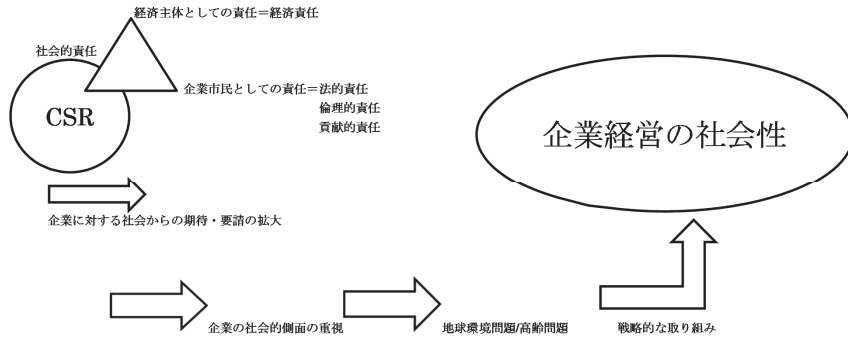 経済主体としての責任＝経済責任
社会的責任
企業市民としての責任＝法的責任
倫理的責任
貢献的責任
CSR
企業経営の社会性
企業に対する社会からの期待・要請の拡大
企業の社会的側面の重視
地球環境問題/高齢問題
戦略的な取り組み